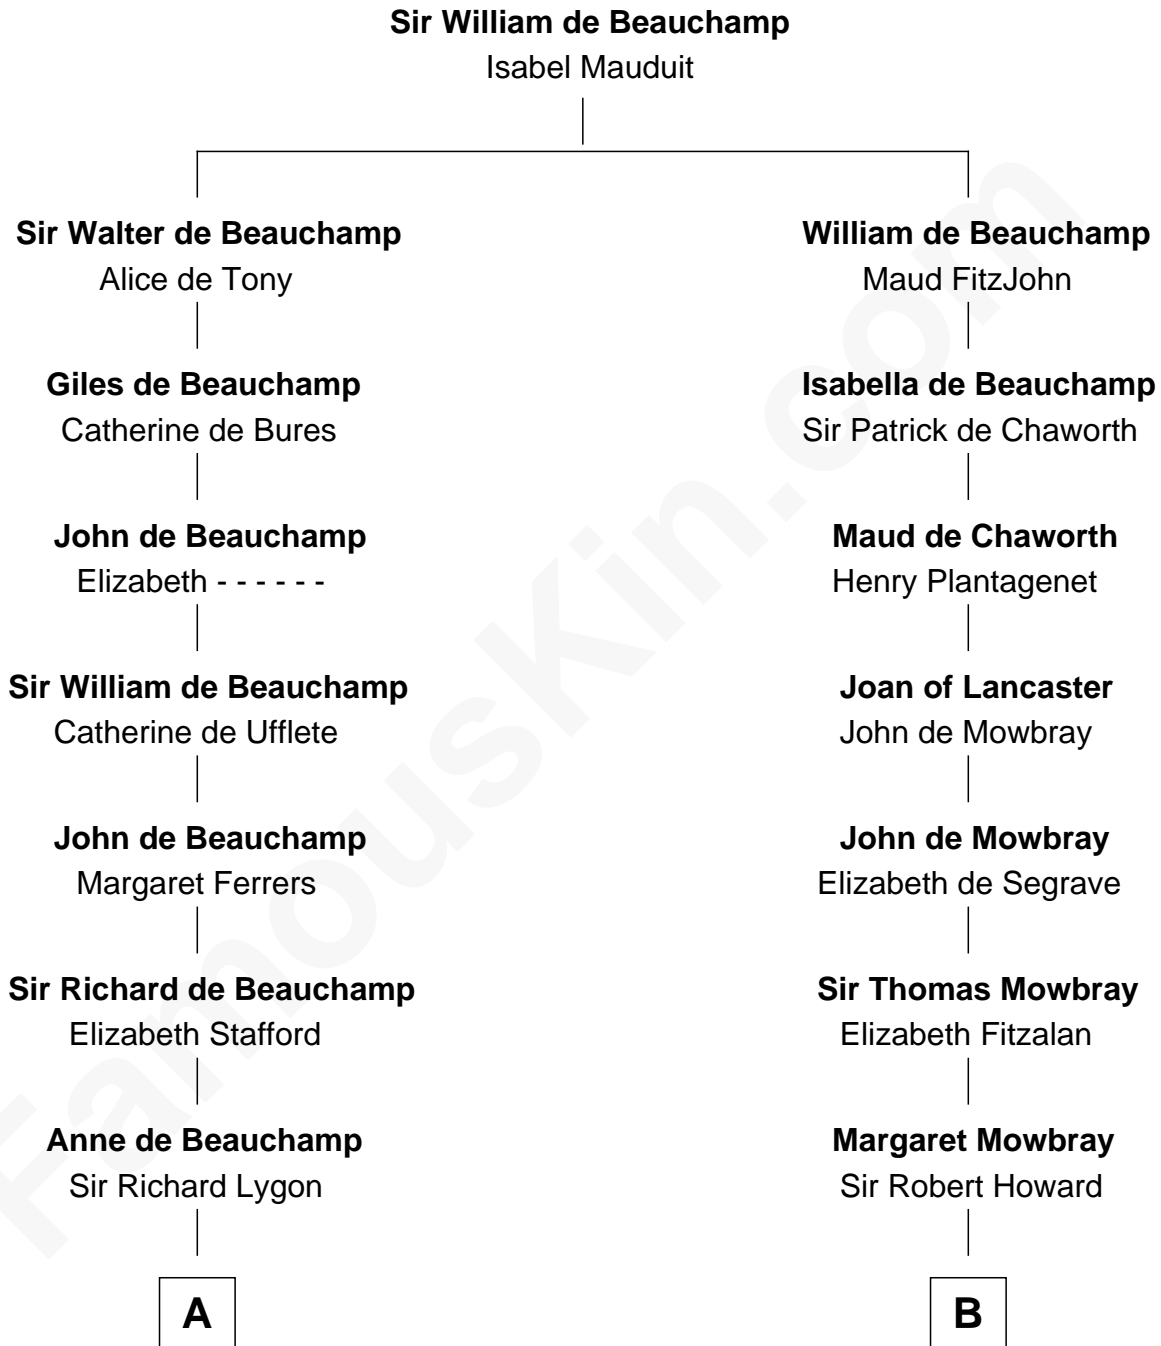 Sir William de Beauchamp
Isabel Mauduit
Sir Walter de Beauchamp
Alice de Tony
William de Beauchamp
Maud FitzJohn
Giles de Beauchamp
Catherine de Bures
Isabella de Beauchamp
Sir Patrick de Chaworth
John de Beauchamp
Elizabeth - - - - - -
Maud de Chaworth
Henry Plantagenet
Sir William de Beauchamp
Catherine de Ufflete
Joan of Lancaster
John de Mowbray
John de Beauchamp
Margaret Ferrers
John de Mowbray
Elizabeth de Segrave
Sir Richard de Beauchamp
Elizabeth Stafford
Sir Thomas Mowbray
Elizabeth Fitzalan
Anne de Beauchamp
Sir Richard Lygon
Margaret Mowbray
Sir Robert Howard
A
B
FamousKin.com